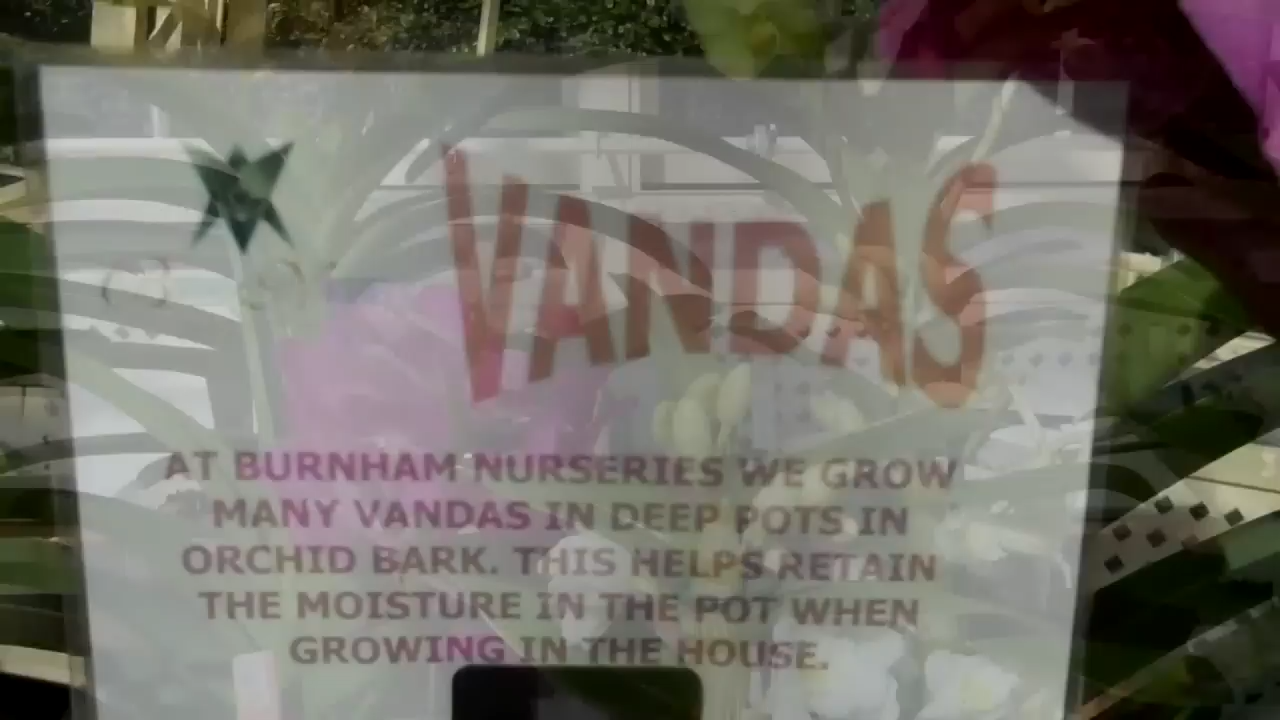 VANDAS
AT BURNHAM NURSERIES WE GROW
MANY VANDAS IN DEEP POTS IN
ORCHID BARK. THIS HELPS RETAIN
THE MOISTURE IN THE POT WHEN
GROWING IN THE HOUSE.